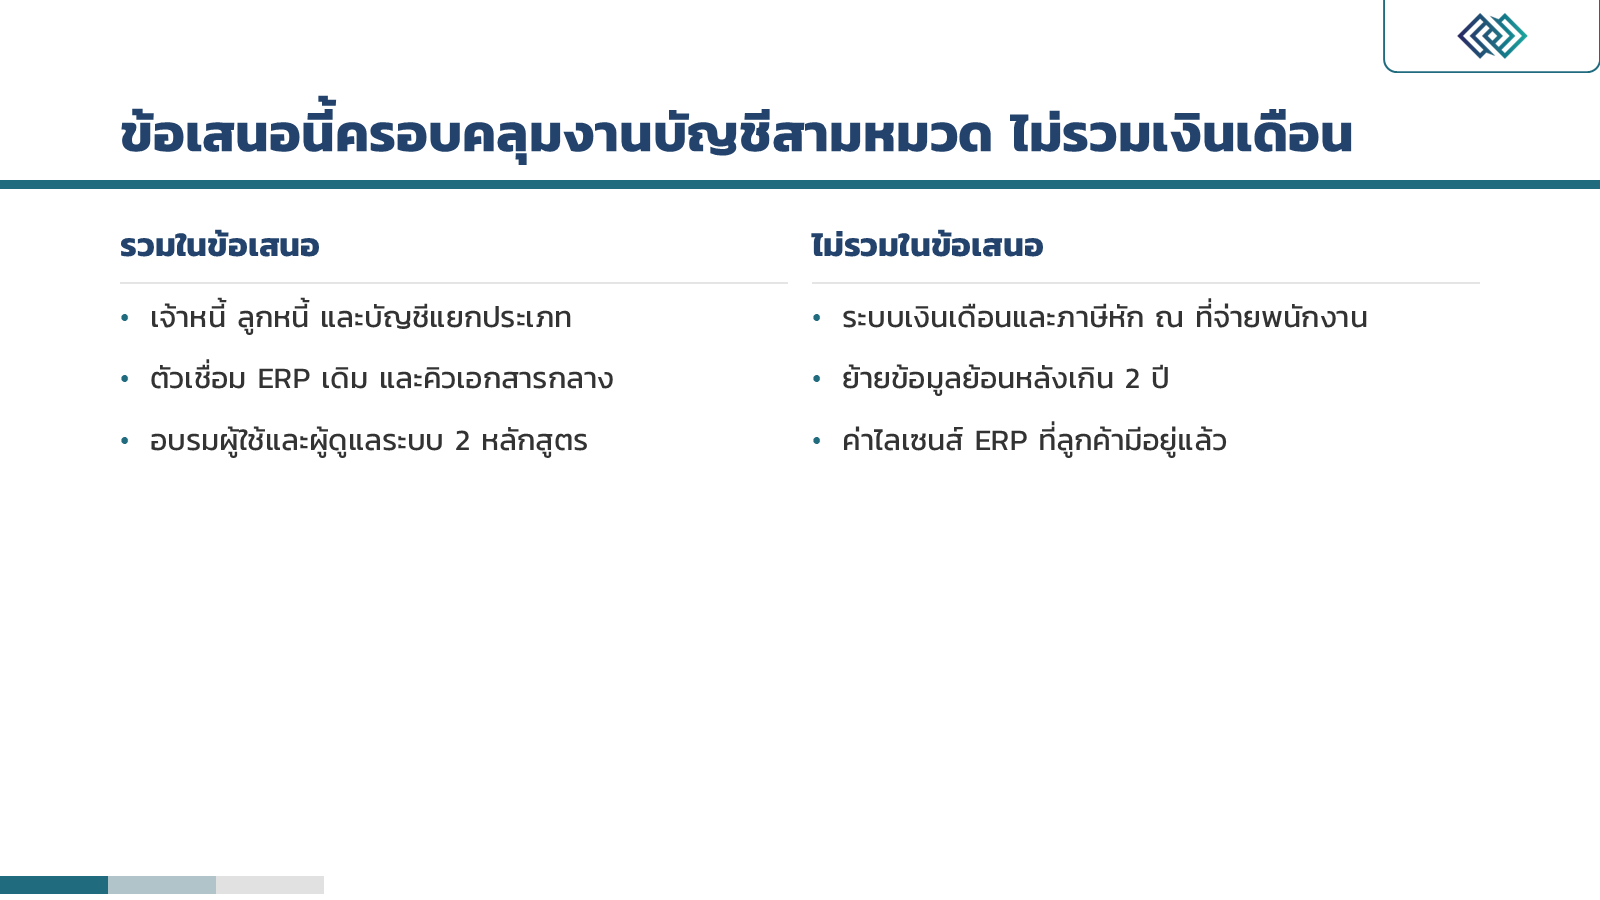 ข้อเสนอนี้ครอบคลุมงานบัญชีสามหมวด ไม่รวมเงินเดือน
รวมในข้อเสนอ
• เจ้าหนี้ ลูกหนี้ และบัญชีแยกประเภท
• ตัวเชื่อม ERP เดิม และคิวเอกสารกลาง
• อบรมผู้ใช้และผู้ดูแลระบบ 2 หลักสูตร
ไม่รวมในข้อเสนอ
• ระบบเงินเดือนและภาษีหัก ณ ที่จ่ายพนักงาน
• ย้ายข้อมูลย้อนหลังเกิน 2 ปี
• ค่าไลเซนส์ ERP ที่ลูกค้ามีอยู่แล้ว